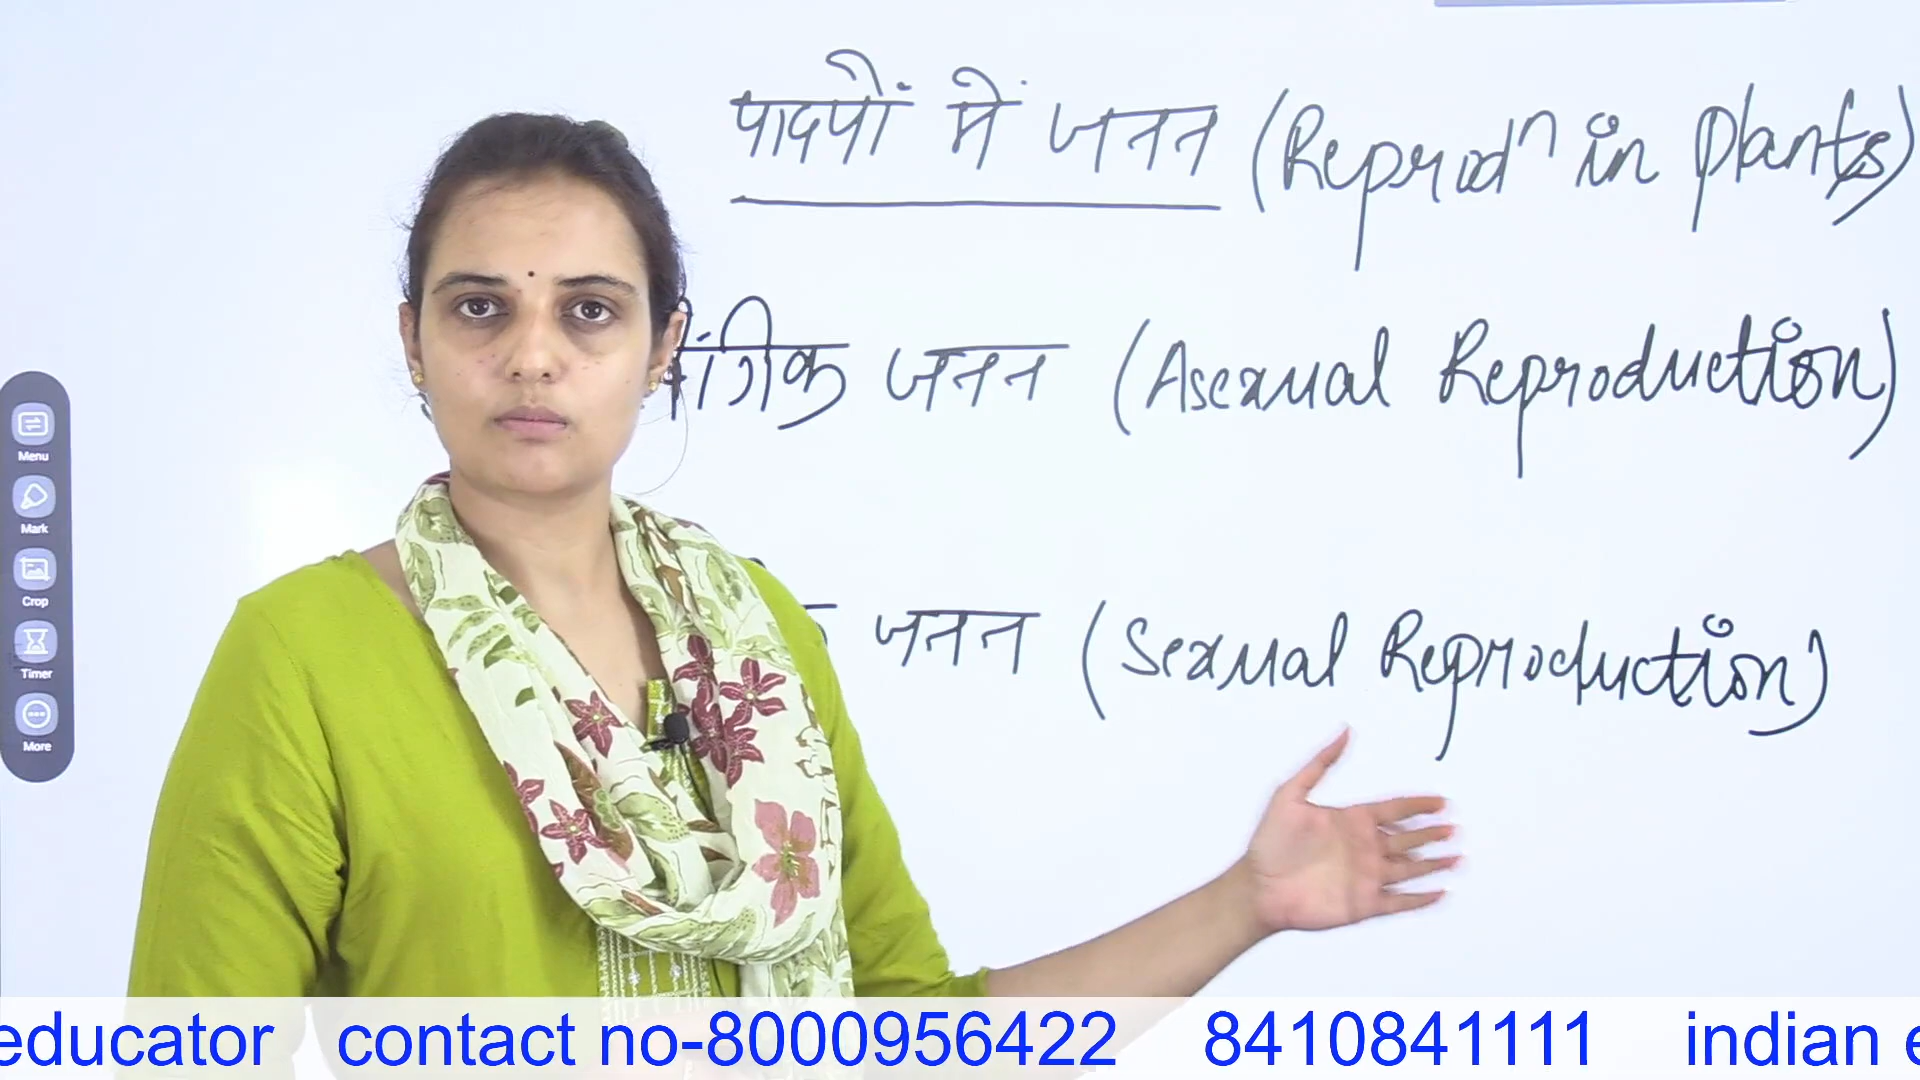 पादपों में जनन (Reprodⁿ in plants)
जनन (Asexual Reproduction)
जनन (Sexual Reproduction)
Menu
Mark
Crop
Timer
More
educator contact no-8000956422 8410841111 indian